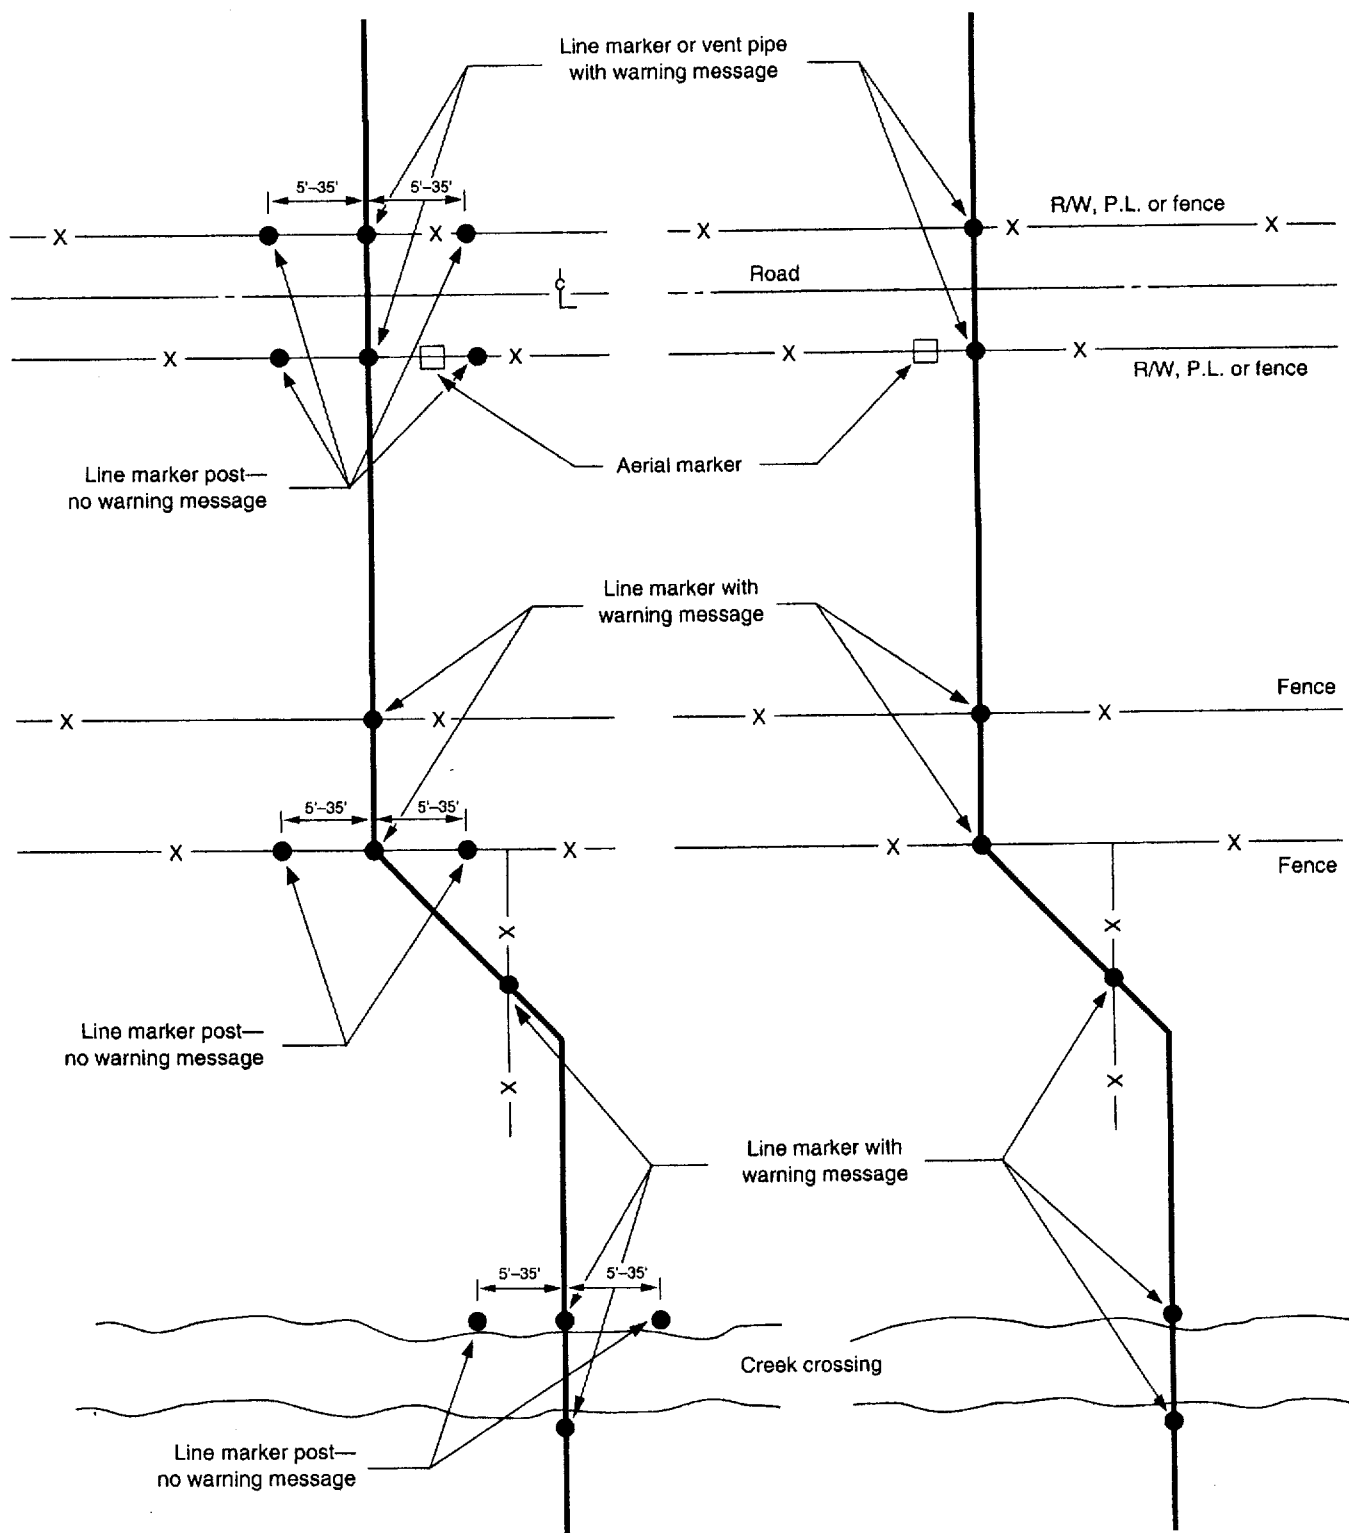 Line marker or vent pipe
with warning message
5'–35'
5'–35'
R/W, P.L. or fence
X
X
X
X
X
Road
C
L
X
X
X
X
R/W, P.L. or fence
Aerial marker
Line marker post—
no warning message
Line marker with
warning message
Fence
X
X
X
X
5'–35'
5'–35'
X
X
X
X
Fence
X
X
Line marker post—
no warning message
X
X
Line marker with
warning message
5'–35'
5'–35'
Creek crossing
Line marker post—
no warning message